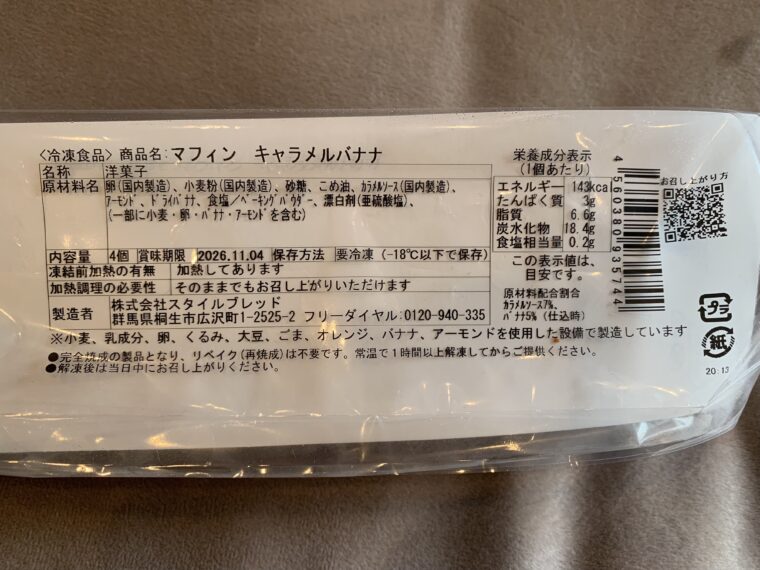 〈冷凍食品〉商品名:マフィン キャラメルバナナ
名称 洋菓子
原材料名 卵(国内製造)、小麦粉(国内製造)、砂糖、こめ油、カラメルソース(国内製造)、
アーモンド、ドライバナナ、食塩/ベーキングパウダー、漂白剤(亜硫酸塩)、
(一部に小麦・卵・バナナ・アーモンドを含む)
内容量 4個 賞味期限 2026.11.04 保存方法 要冷凍(-18℃以下で保存)
凍結前加熱の有無 加熱してあります
加熱調理の必要性 そのままでもお召し上がりいただけます
製造者 株式会社スタイルブレッド
群馬県桐生市広沢町1-2525-2 フリーダイヤル:0120-940-335
※小麦、乳成分、卵、くるみ、大豆、ごま、オレンジ、バナナ、アーモンドを使用した設備で製造しています
●完全焼成の製品となり、リベイク(再焼成)は不要です。常温で1時間以上解凍してからご提供ください。
●解凍後は当日中にお召し上がりください。
栄養成分表示
(1個あたり)
エネルギー 143kcal
たんぱく質 3g
脂質 6.6g
炭水化物 18.4g
食塩相当量 0.2g
この表示値は、
目安です。
原材料配合割合
カラメルソース7%、
バナナ5%(仕込時)
4560380935744
お召し上がり方
プラ
紙
20:13